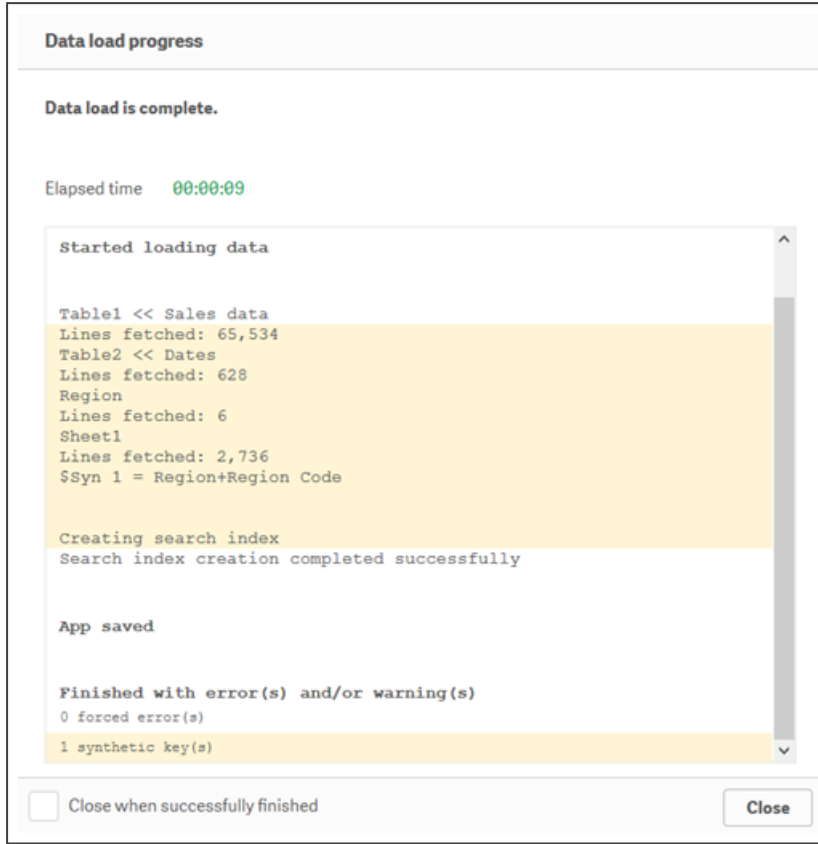 Data load progress
Data load is complete.
Elapsed time 00:00:09
Started loading data
Table1 << Sales data
Lines fetched: 65,534
Table2 << Dates
Lines fetched: 628
Region
Lines fetched: 6
Sheet1
Lines fetched: 2,736
$Syn 1 = Region+Region Code
Creating search index
Search index creation completed successfully
App saved
Finished with error(s) and/or warning(s)
0 forced error(s)
1 synthetic key(s)
Close when successfully finished
Close